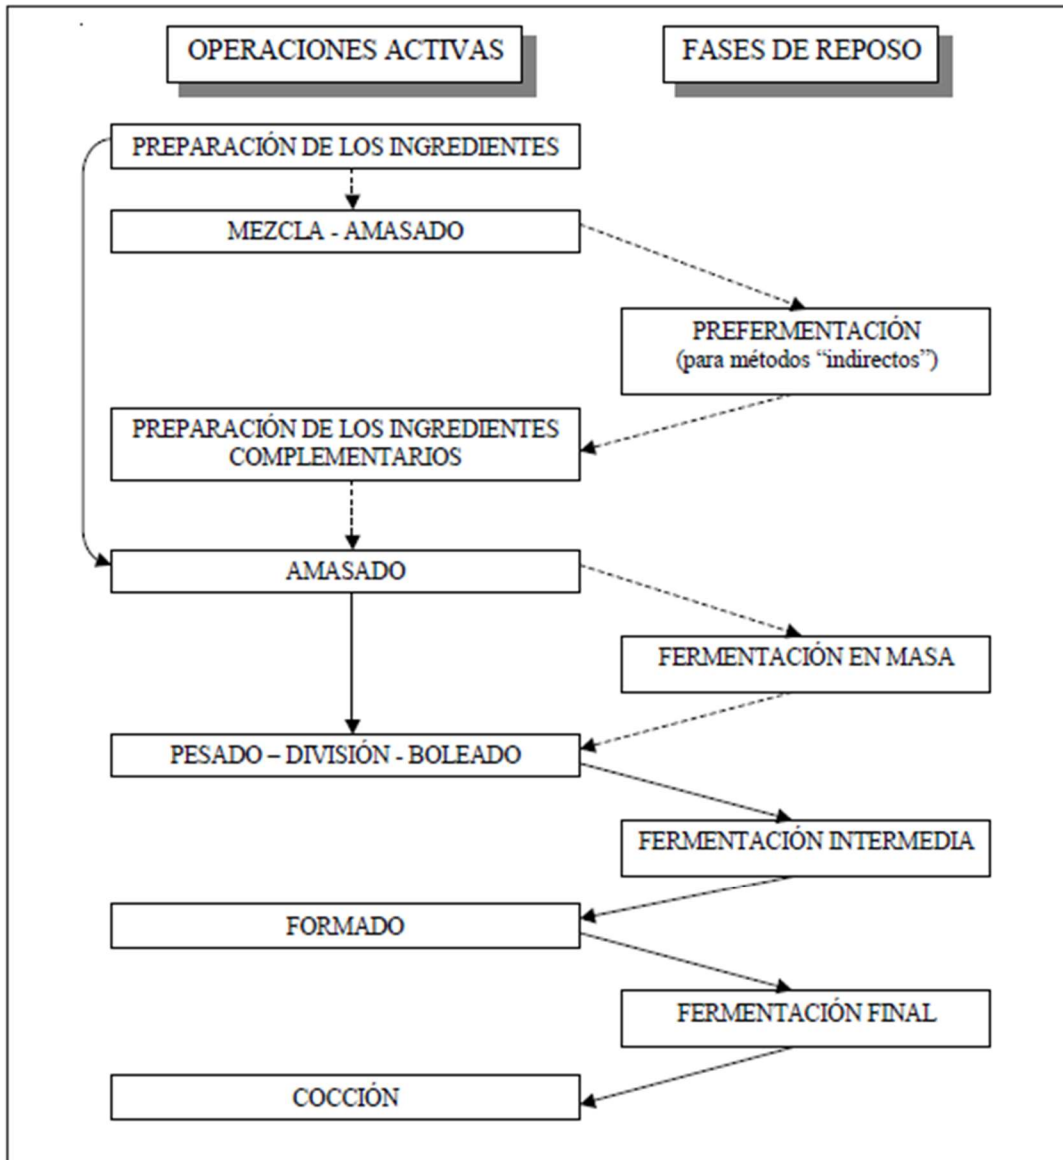 OPERACIONES ACTIVAS
FASES DE REPOSO
PREPARACIÓN DE LOS INGREDIENTES
MEZCLA - AMASADO
PREFERMENTACIÓN
(para métodos “indirectos”)
PREPARACIÓN DE LOS INGREDIENTES
COMPLEMENTARIOS
AMASADO
FERMENTACIÓN EN MASA
PESADO – DIVISIÓN - BOLEADO
FERMENTACIÓN INTERMEDIA
FORMADO
FERMENTACIÓN FINAL
COCCIÓN